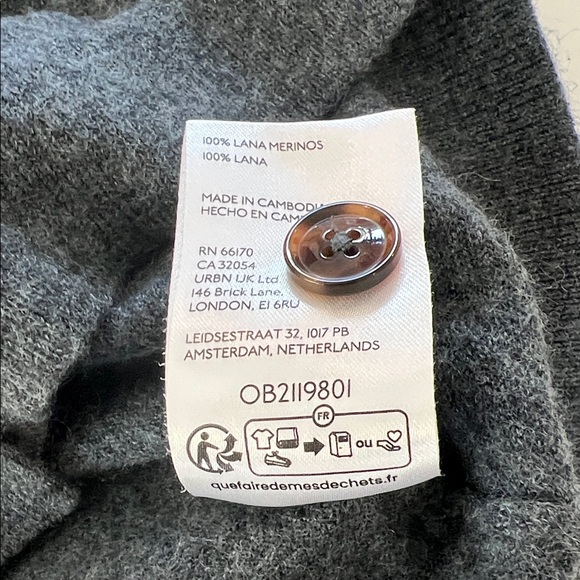 100% LANA MERINOS
100% LANA
MADE IN CAMBODIA
HECHO EN
RN 66170
CA 32054
URBN UK Ltd
146 Brick Lane,
LONDON, E1 6RU
LEIDSESTRAAT 32, 1017 PB
AMSTERDAM, NETHERLANDS
OB2119801
FR
ou
quefairedemesdechets.fr